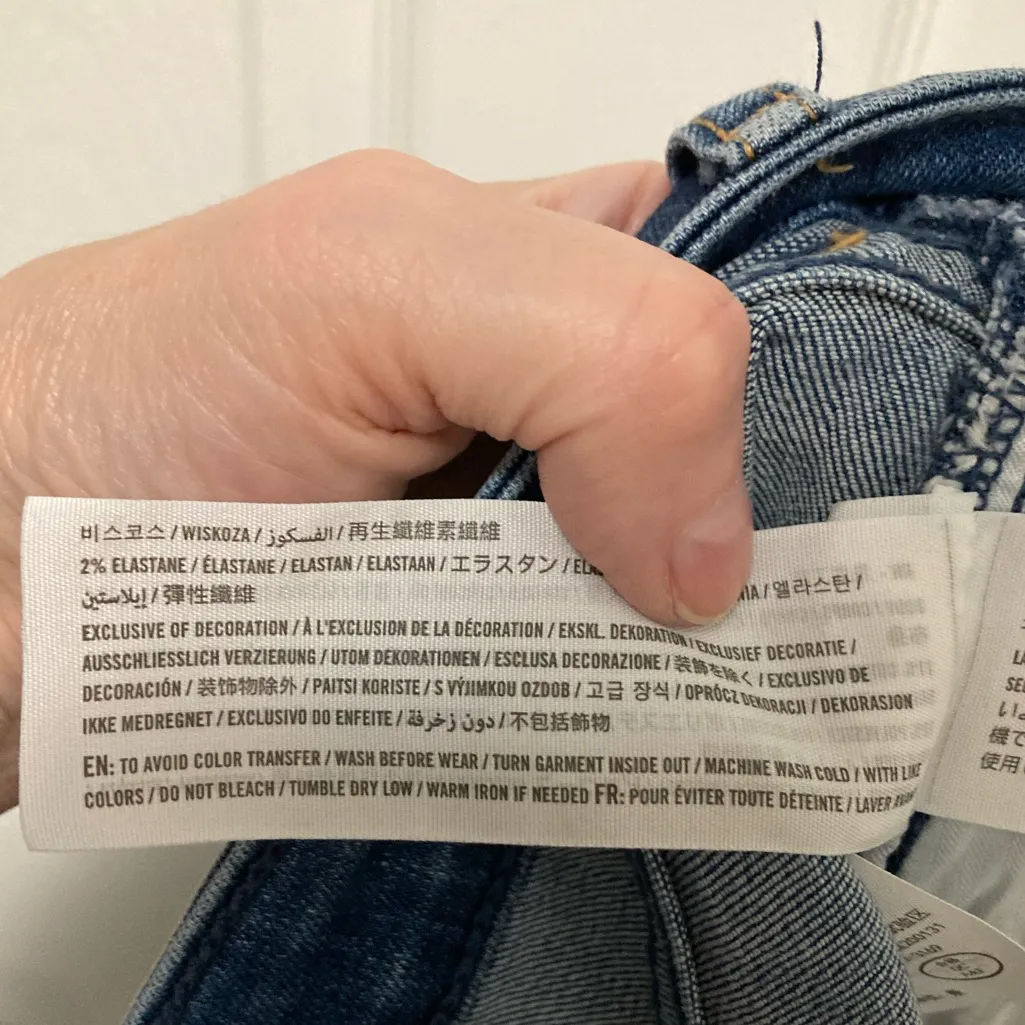 비스코스 / WISKOZA / الفسكوز / 再生纖維素纖維
2% ELASTANE / ÉLASTANE / ELASTAN / ELASTAAN / エラスタン / / 엘라스탄 /
إيلاستين / 彈性纖維
EXCLUSIVE OF DECORATION / À L'EXCLUSION DE LA DÉCORATION / EKSKL. DEKORATION / EXCLUSIEF DECORATIE /
AUSSCHLIESSLICH VERZIERUNG / UTOM DEKORATIONEN / ESCLUSA DECORAZIONE / 装飾を除く / EXCLUSIVO DE
DECORACIÓN / 装饰物除外 / PAITSI KORISTE / S VÝJIMKOU OZDOB / 고급 장식 / OPRÓCZ DEKORACJI / DEKORASJON
IKKE MEDREGNET / EXCLUSIVO DO ENFEITE / دون زخرفة / 不包括飾物
EN: TO AVOID COLOR TRANSFER / WASH BEFORE WEAR / TURN GARMENT INSIDE OUT / MACHINE WASH COLD / WITH LIKE
COLORS / DO NOT BLEACH / TUMBLE DRY LOW / WARM IRON IF NEEDED FR: POUR ÉVITER TOUTE DÉTEINTE / LAVER
使用